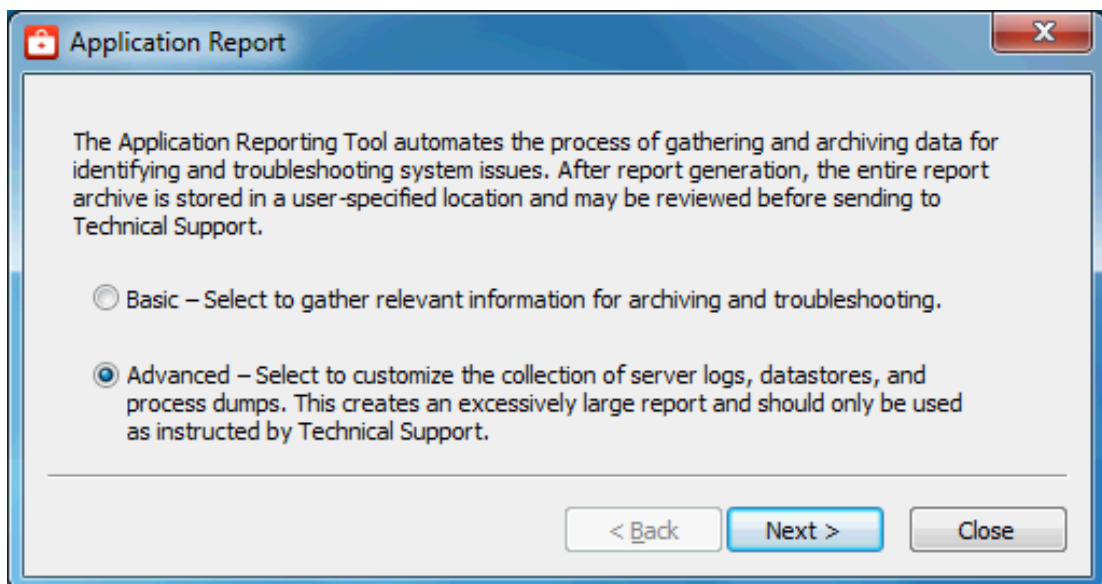 Application Report
The Application Reporting Tool automates the process of gathering and archiving data for
identifying and troubleshooting system issues. After report generation, the entire report
archive is stored in a user-specified location and may be reviewed before sending to
Technical Support.
Basic – Select to gather relevant information for archiving and troubleshooting.
Advanced – Select to customize the collection of server logs, datastores, and
process dumps. This creates an excessively large report and should only be used
as instructed by Technical Support.
< Back Next > Close